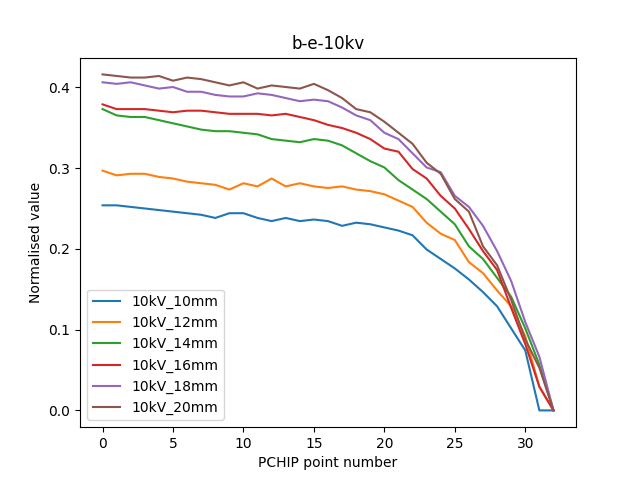 b-e-10kv
Normalised value
0.4
0.3
0.2
0.1
0.0
10kV_10mm
10kV_12mm
10kV_14mm
10kV_16mm
10kV_18mm
10kV_20mm
0 5 10 15 20 25 30
PCHIP point number